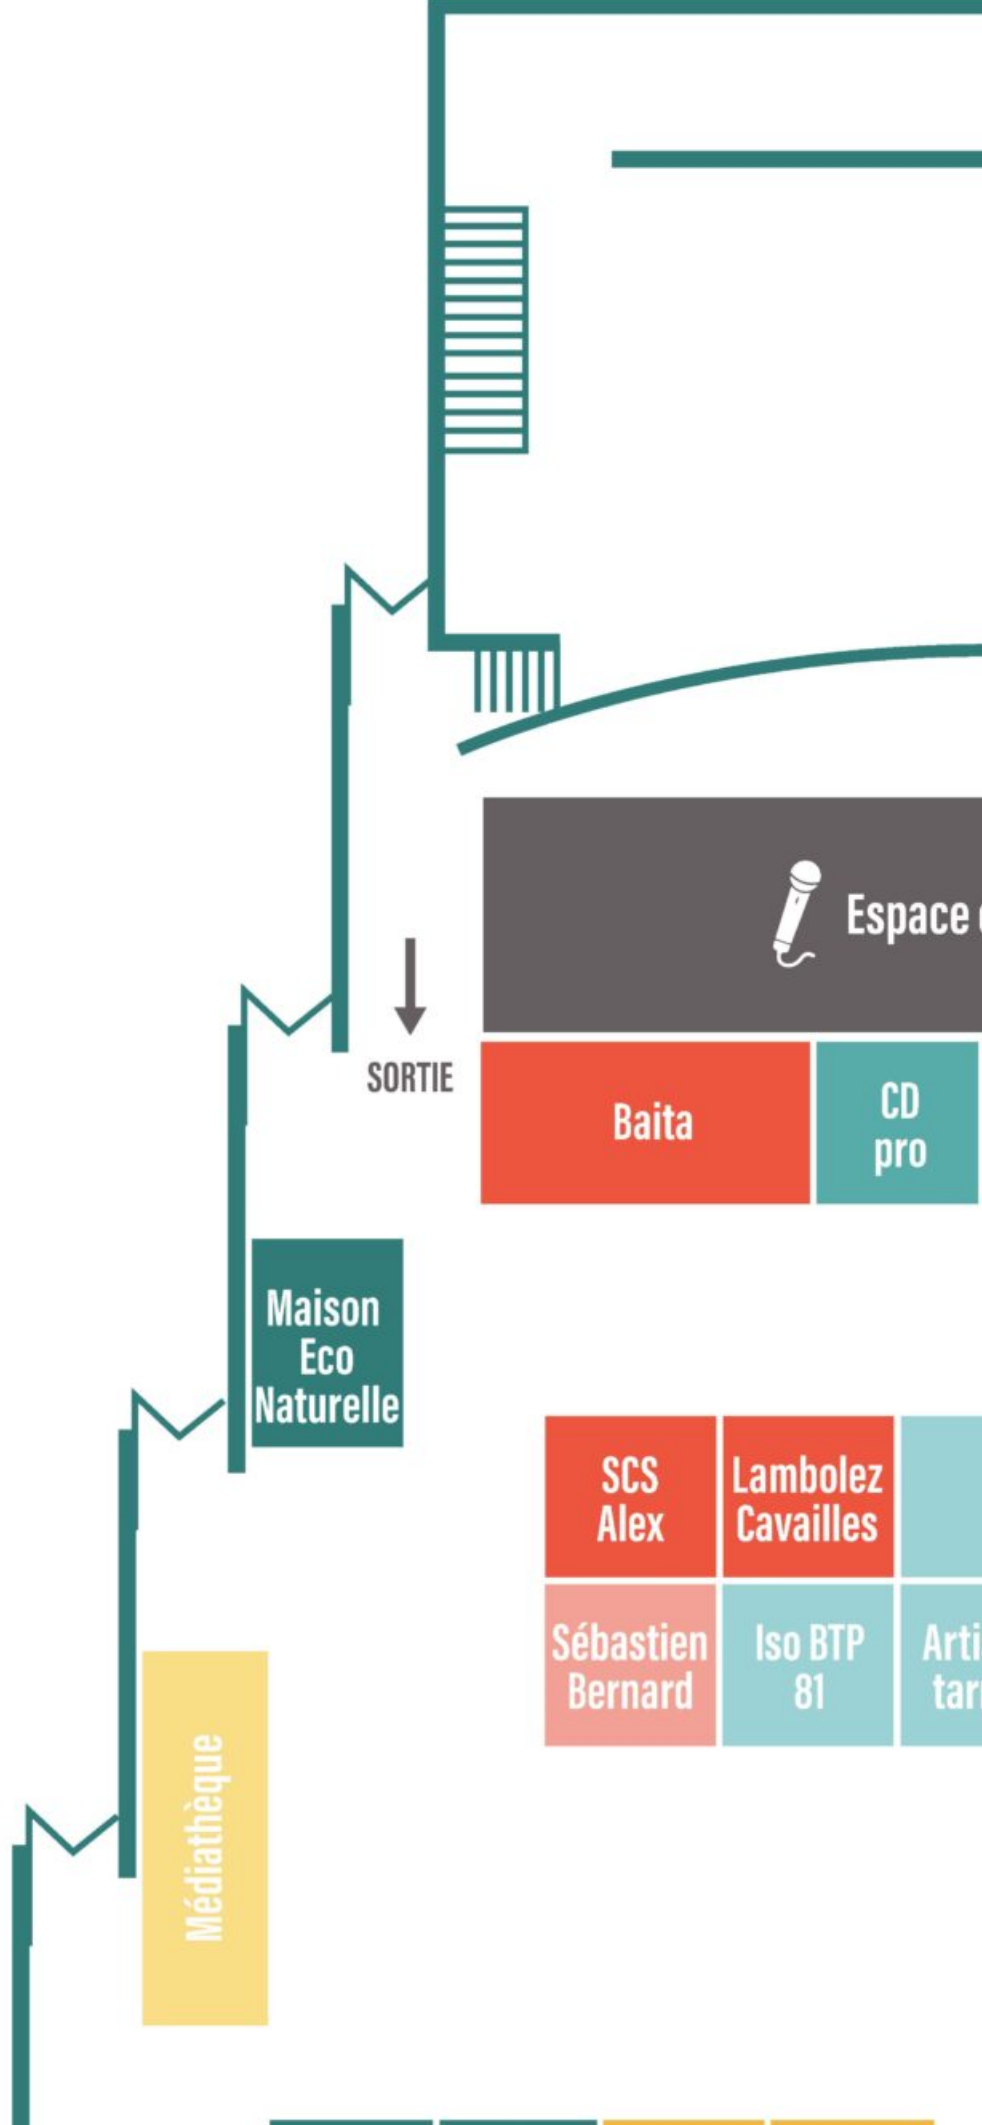 Espace
SORTIE
Baita
CD
pro
Maison
Eco
Naturelle
SCS
Alex
Lambolez
Cavailles
Sébastien
Bernard
Iso BTP
81
Médiathèque